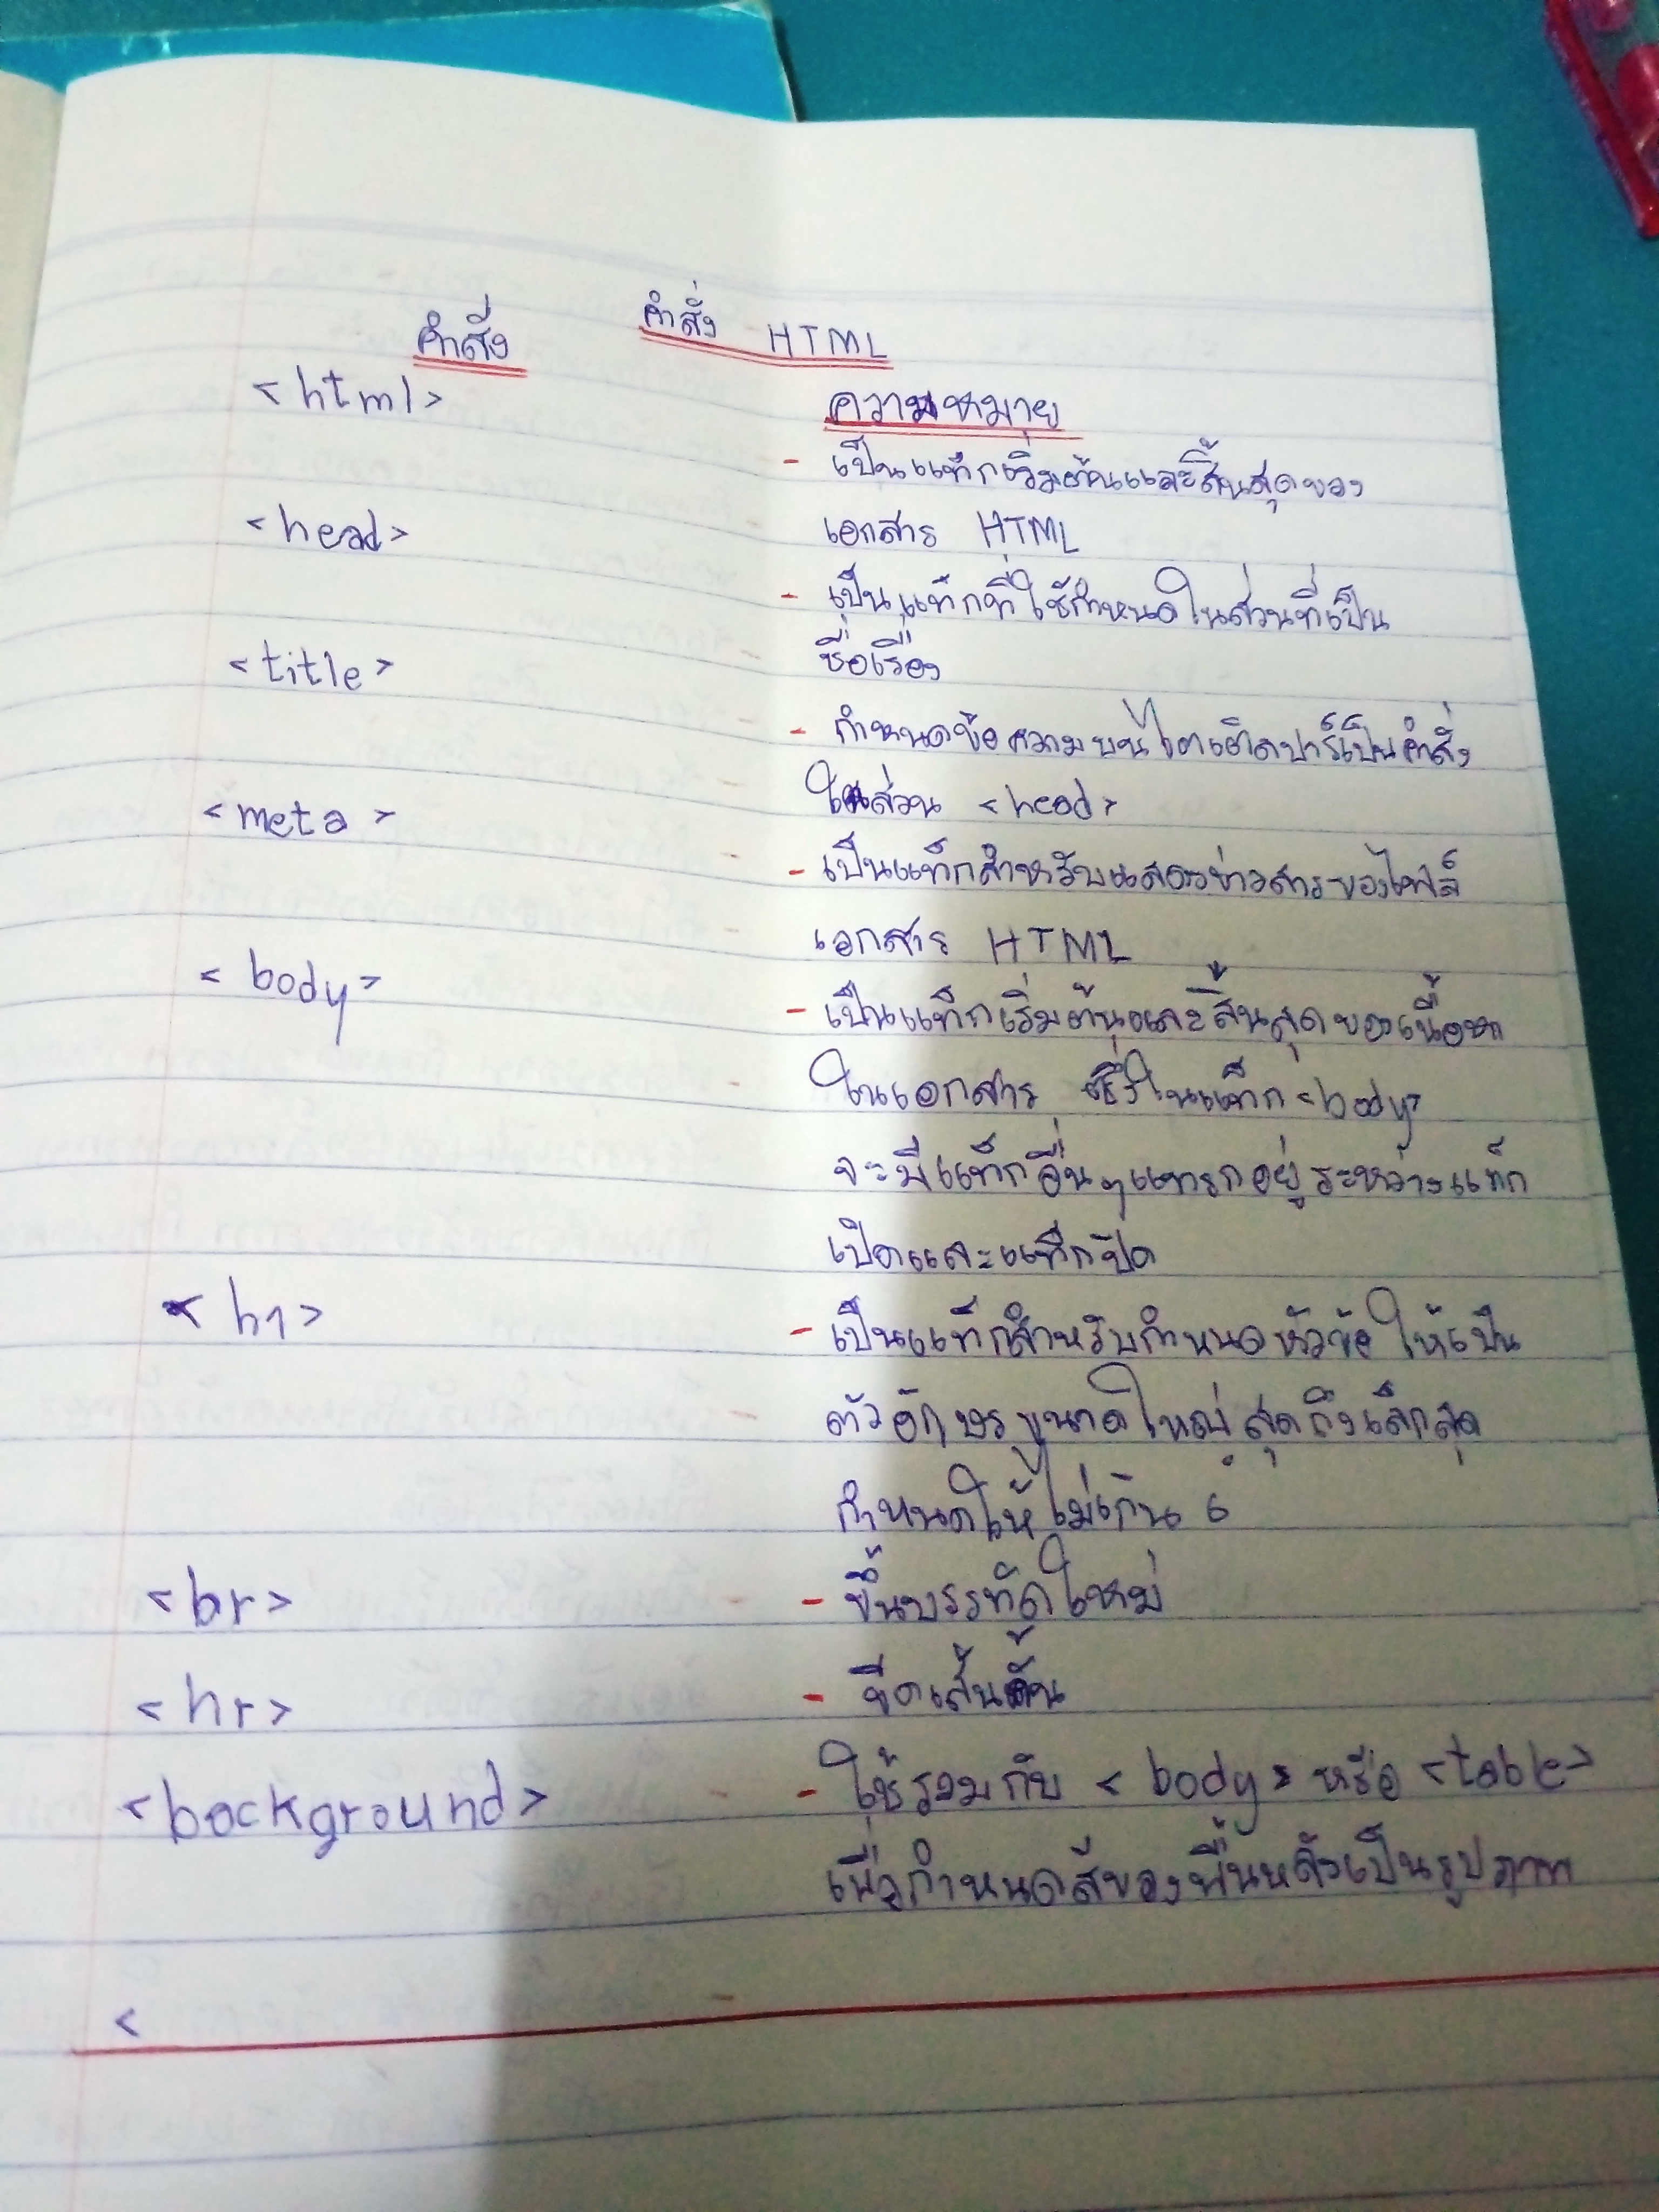 คำสั่ง HTML
คำสั่ง
<html>
ความหมาย
- เป็นแท็กเริ่มต้นและสิ้นสุดของ
เอกสาร HTML
<head>
- เป็นแท็กที่ใช้กำหนดในส่วนที่เป็น
ชื่อเรื่อง
<title>
- กำหนดข้อความบนไตเติลบาร์เป็นคำสั่ง
ในส่วน <head>
<meta>
- เป็นแท็กสำหรับแสดงข่าวสารของไฟล์
เอกสาร HTML
<body>
- เป็นแท็กเริ่มต้นและสิ้นสุดของเนื้อหา
ในเอกสาร ซึ่งในแท็ก <body>
จะมีแท็กอื่นๆแทรกอยู่ระหว่างแท็ก
เปิดและแท็กปิด
<h1>
- เป็นแท็กสำหรับกำหนดหัวข้อให้เป็น
ตัวอักษรขนาดใหญ่สุดถึงเล็กสุด
กำหนดให้ไม่เกิน 6
<br>
- ขึ้นบรรทัดใหม่
<hr>
- ขีดเส้นคั้น
<background>
- ใช้รวมกับ <body> หรือ <table>
เพื่อกำหนดสีของพื้นหลังเป็นรูปภาพ
<